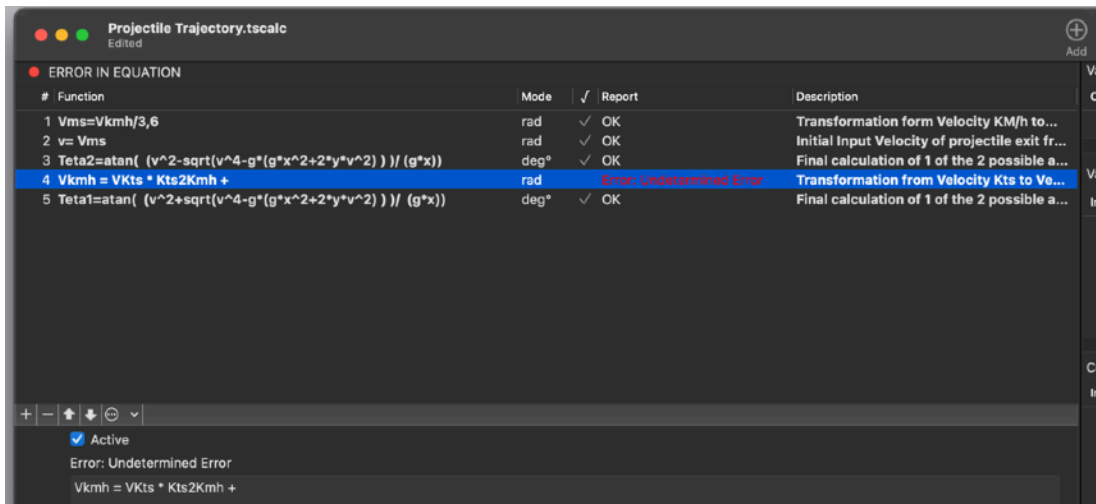 Projectile Trajectory.tscalc
Edited
Add
ERROR IN EQUATION
# Function Mode √ Report Description
1 Vms=Vkmh/3,6 rad ✓ OK Transformation form Velocity KM/h to...
2 v= Vms rad ✓ OK Initial Input Velocity of projectile exit fr...
3 Teta2=atan( (v^2-sqrt(v^4-g*(g*x^2+2*y*v^2) ) )/ (g*x)) deg° ✓ OK Final calculation of 1 of the 2 possible a...
4 Vkmh = VKts * Kts2Kmh + rad Error: Undetermined Error Transformation from Velocity Kts to Ve...
5 Teta1=atan( (v^2+sqrt(v^4-g*(g*x^2+2*y*v^2) ) )/ (g*x)) deg° ✓ OK Final calculation of 1 of the 2 possible a...
Active
Error: Undetermined Error
Vkmh = VKts * Kts2Kmh +